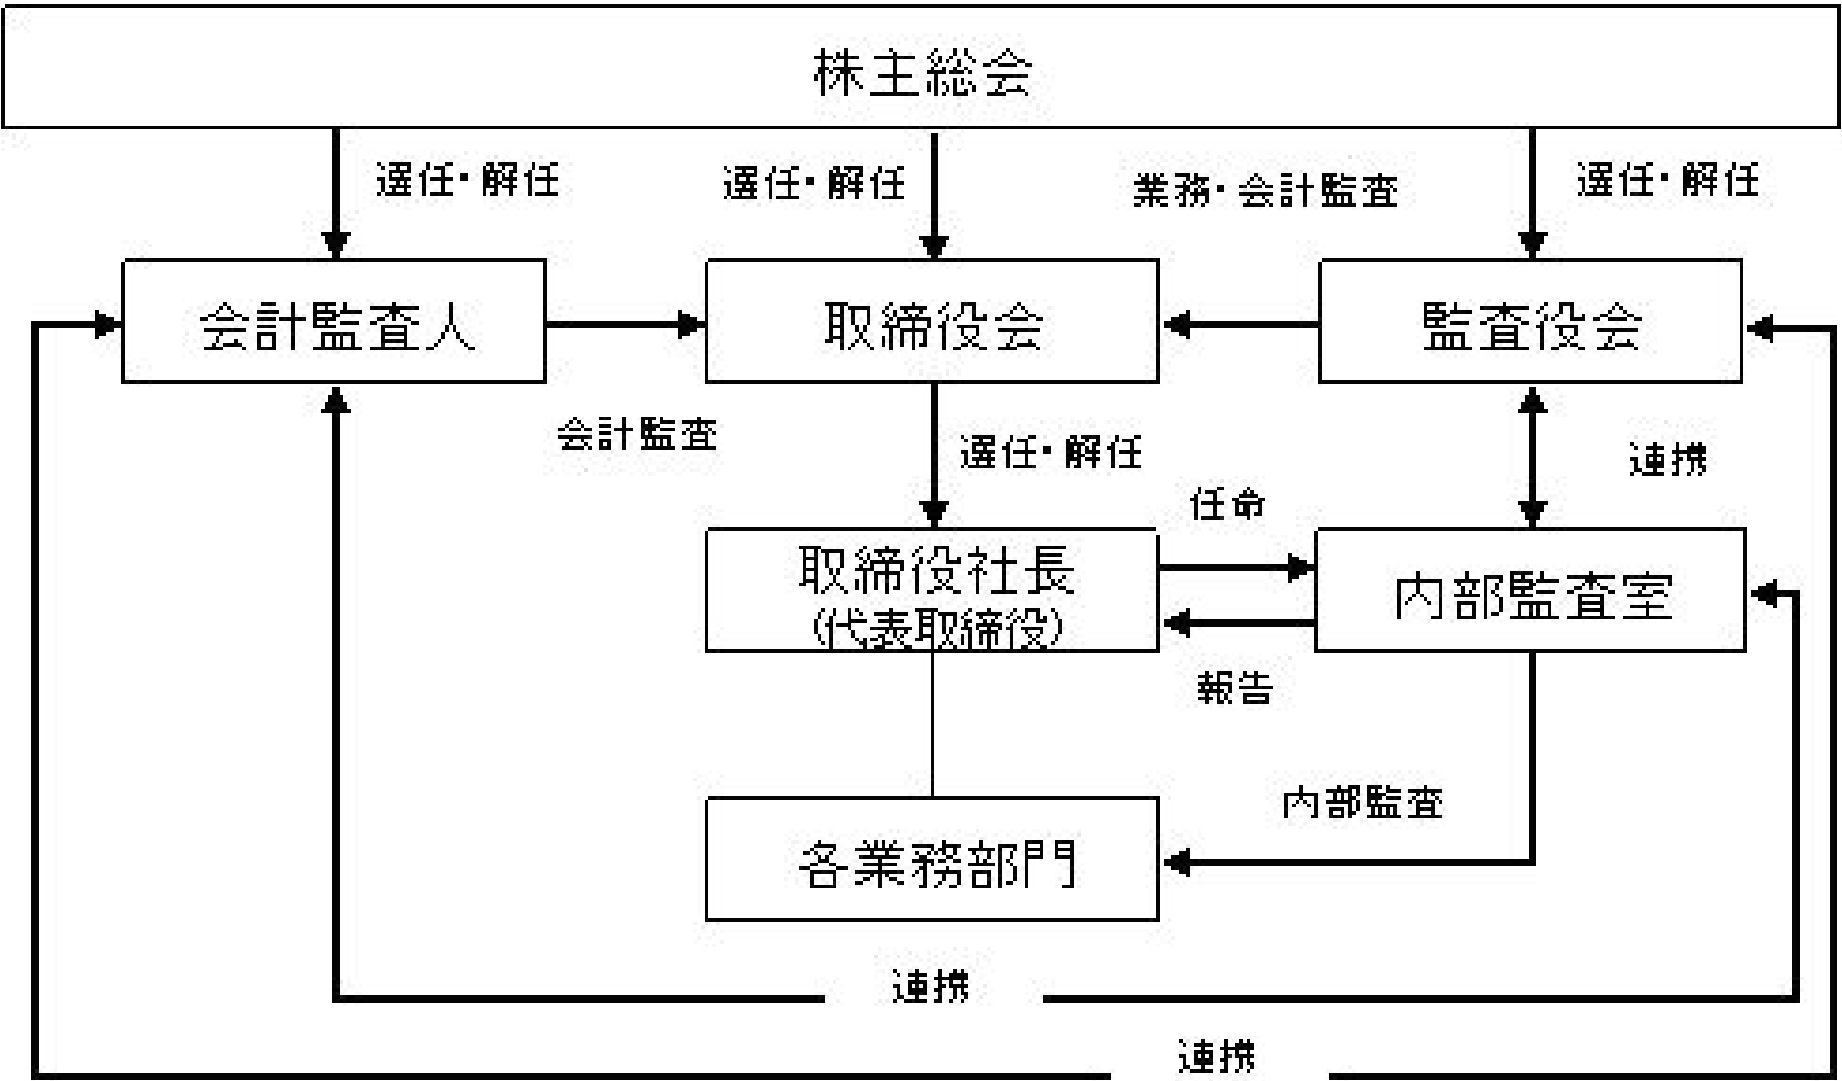 株主総会
選任・解任
選任・解任
業務・会計監査
選任・解任
会計監査人
取締役会
監査役会
会計監査
選任・解任
連携
任命
取締役社長
(代表取締役)
内部監査室
報告
内部監査
各業務部門
連携
連携